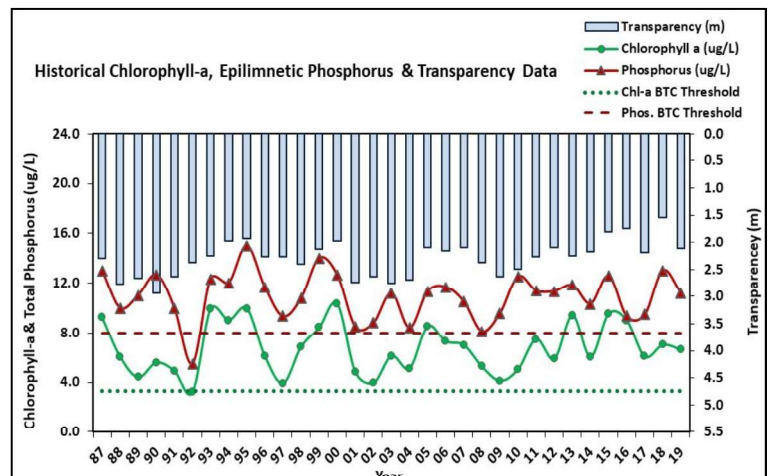 Transparency (m)
Chlorophyll a (ug/L)
Phosphorus (ug/L)
Chl-a BTC Threshold
Phos. BTC Threshold
Historical Chlorophyll-a, Epilimnetic Phosphorus & Transparency Data
Chlorophyll-a & Total Phosphorus (ug/L)
24.0
20.0
16.0
12.0
8.0
4.0
0.0
0.0
0.5
1.0
1.5
2.0
2.5
3.0
3.5
4.0
4.5
5.0
5.5
Transparencey (m)
87 88 89 90 91 92 93 94 95 96 97 98 99 00 01 02 03 04 05 06 07 08 09 10 11 12 13 14 15 16 17 18 19